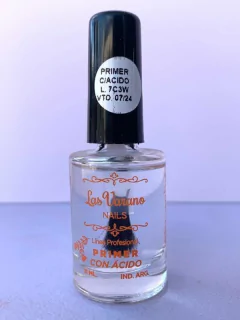 PRIMER
C/ACIDO
L. 7C3W
VTO. 07/24
Las Varano
NAILS
Línea Profesional
PRIMER
CON ÁCIDO
IND. ARG.